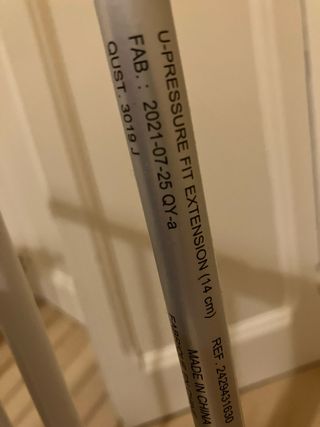 U-PRESSURE FIT EXTENSION (14 cm) REF. 2429431630
FAB. : 2021-07-25 QY-a MADE IN CHINA
QUST. 3019 J